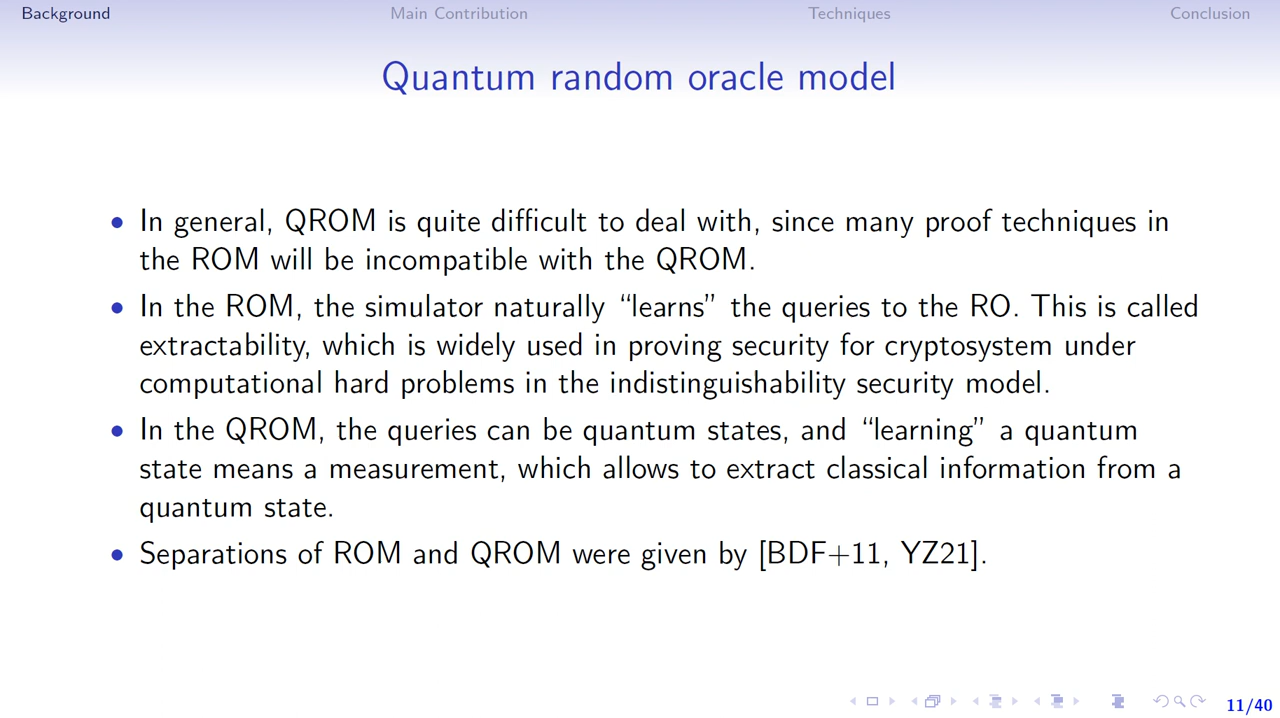 Background Main Contribution Techniques Conclusion
Quantum random oracle model
• In general, QROM is quite difficult to deal with, since many proof techniques in
the ROM will be incompatible with the QROM.
• In the ROM, the simulator naturally “learns” the queries to the RO. This is called
extractability, which is widely used in proving security for cryptosystem under
computational hard problems in the indistinguishability security model.
• In the QROM, the queries can be quantum states, and “learning” a quantum
state means a measurement, which allows to extract classical information from a
quantum state.
• Separations of ROM and QROM were given by [BDF+11, YZ21].
11/40